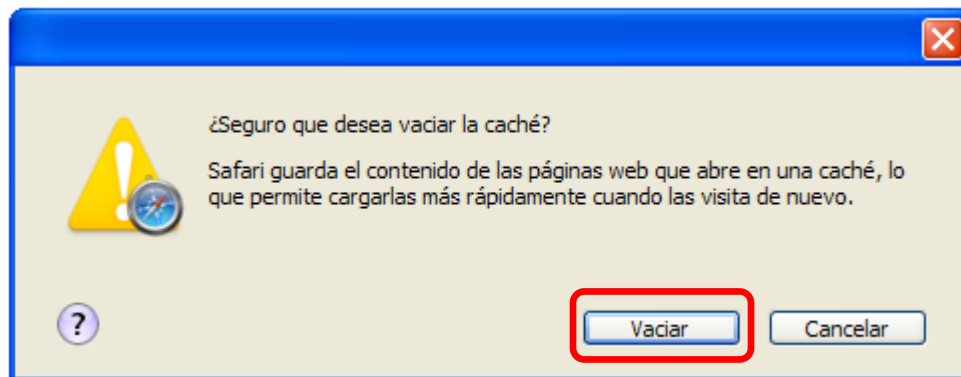 ¿Seguro que desea vaciar la caché?
Safari guarda el contenido de las páginas web que abre en una caché, lo
que permite cargarlas más rápidamente cuando las visita de nuevo.
?
Vaciar
Cancelar